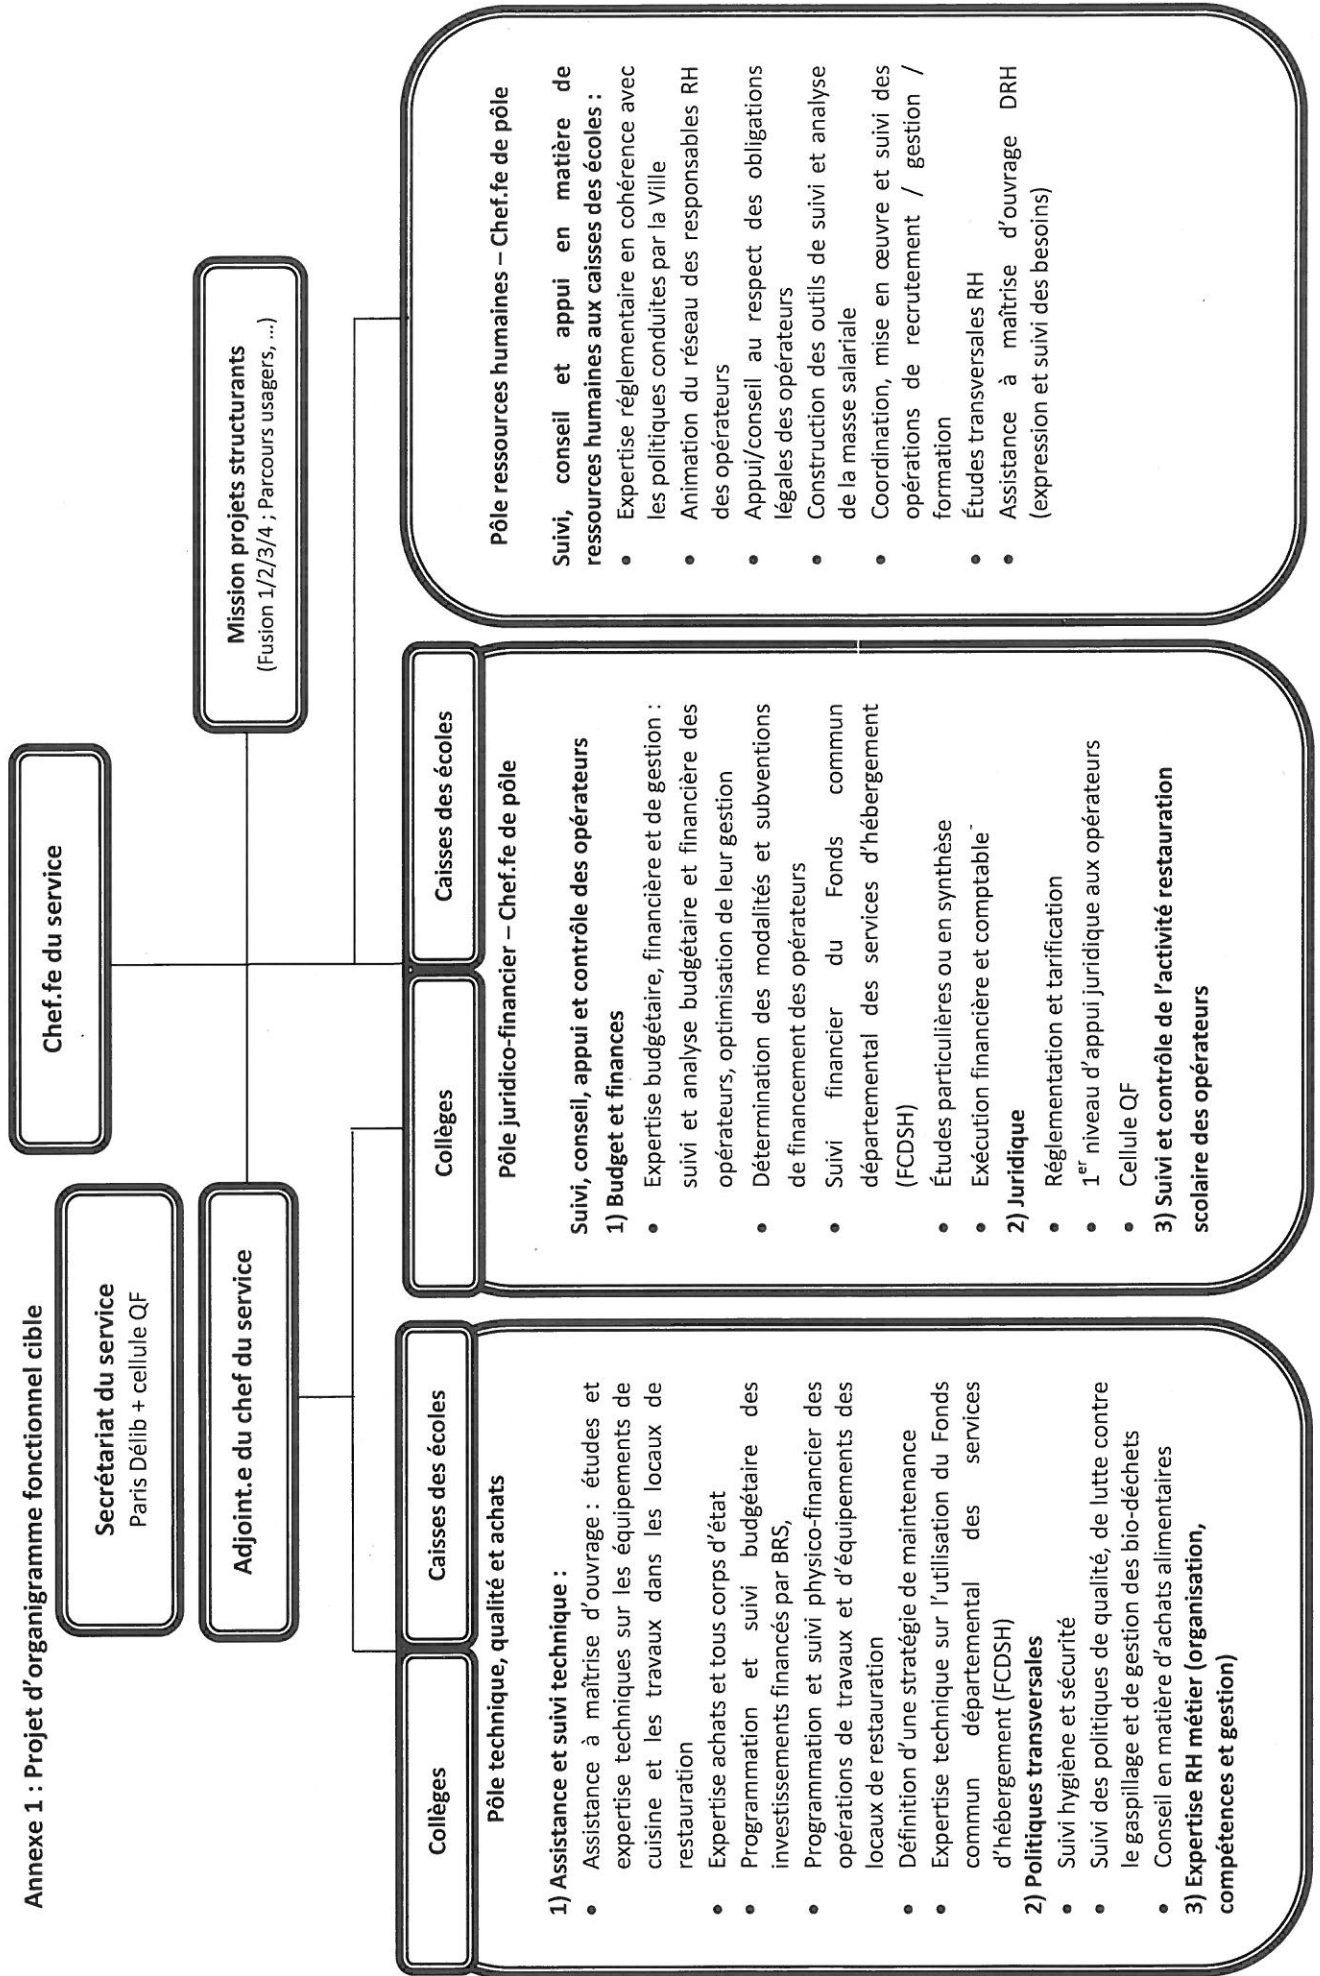 Annexe 1 : Projet d'organigramme fonctionnel cible
Chef.fe du service
Secrétariat du service
Paris Délib + cellule QF
Adjoint.e du chef du service
Mission projets structurants
(Fusion 1/2/3/4 ; Parcours usagers, ...)
Collèges
Caisses des écoles
Pôle technique, qualité et achats
1) Assistance et suivi technique :
• Assistance à maîtrise d'ouvrage : études et
expertise techniques sur les équipements de
cuisine et les travaux dans les locaux de
restauration
• Expertise achats et tous corps d'état
• Programmation et suivi budgétaire des
investissements financés par BRS,
• Programmation et suivi physico-financier des
opérations de travaux et d'équipements des
locaux de restauration
• Définition d'une stratégie de maintenance
• Expertise technique sur l'utilisation du Fonds
commun départemental des services
d'hébergement (FCDSH)
2) Politiques transversales
• Suivi hygiène et sécurité
• Suivi des politiques de qualité, de lutte contre
le gaspillage et de gestion des bio-déchets
• Conseil en matière d'achats alimentaires
3) Expertise RH métier (organisation,
compétences et gestion)
Collèges
Caisses des écoles
Pôle juridico-financier – Chef.fe de pôle
Suivi, conseil, appui et contrôle des opérateurs
1) Budget et finances
• Expertise budgétaire, financière et de gestion :
suivi et analyse budgétaire et financière des
opérateurs, optimisation de leur gestion
• Détermination des modalités et subventions
de financement des opérateurs
• Suivi financier du Fonds commun
départemental des services d'hébergement
(FCDSH)
• Études particulières ou en synthèse
• Exécution financière et comptable
2) Juridique
• Réglementation et tarification
• 1er niveau d'appui juridique aux opérateurs
• Cellule QF
3) Suivi et contrôle de l'activité restauration
scolaire des opérateurs
Pôle ressources humaines – Chef.fe de pôle
Suivi, conseil et appui en matière de
ressources humaines aux caisses des écoles :
• Expertise réglementaire en cohérence avec
les politiques conduites par la Ville
• Animation du réseau des responsables RH
des opérateurs
• Appui/conseil au respect des obligations
légales des opérateurs
• Construction des outils de suivi et analyse
de la masse salariale
• Coordination, mise en œuvre et suivi des
opérations de recrutement / gestion /
formation
• Études transversales RH
• Assistance à maîtrise d'ouvrage DRH
(expression et suivi des besoins)